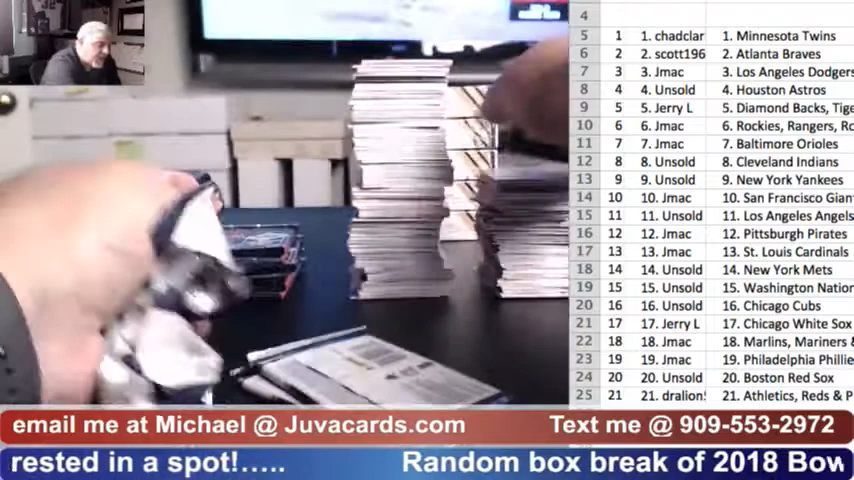 4
5 1 1. chadclar 1. Minnesota Twins
6 2 2. scott196 2. Atlanta Braves
7 3 3. Jmac 3. Los Angeles Dodgers
8 4 4. Unsold 4. Houston Astros
9 5 5. Jerry L 5. Diamond Backs, Tige
10 6 6. Jmac 6. Rockies, Rangers, Ro
11 7 7. Jmac 7. Baltimore Orioles
12 8 8. Unsold 8. Cleveland Indians
13 9 9. Unsold 9. New York Yankees
14 10 10. Jmac 10. San Francisco Gian
15 11 11. Unsold 11. Los Angeles Angels
16 12 12. Jmac 12. Pittsburgh Pirates
17 13 13. Jmac 13. St. Louis Cardinals
18 14 14. Unsold 14. New York Mets
19 15 15. Unsold 15. Washington Nation
20 16 16. Unsold 16. Chicago Cubs
21 17 17. Jerry L 17. Chicago White Sox
22 18 18. Jmac 18. Marlins, Mariners &
23 19 19. Jmac 19. Philadelphia Phillie
24 20 20. Unsold 20. Boston Red Sox
25 21 21. dralion! 21. Athletics, Reds & P
email me at Michael @ Juvacards.com Text me @ 909-553-2972
rested in a spot!..... Random box break of 2018 Bow